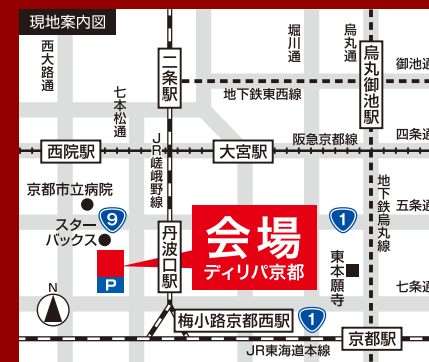 現地案内図
西大路通
七本松通
二条駅
堀川通
烏丸通
烏丸御池駅
御池通
地下鉄東西線
西院駅
JR嵯峨野線
大宮駅
阪急京都線
四条通
京都市立病院
スター
バックス
9
P
N
丹波口駅
会場
ディリパ京都
1
東本願寺
地下鉄烏丸線
五条通
七条通
梅小路京都西駅
1
京都駅
JR東海道本線